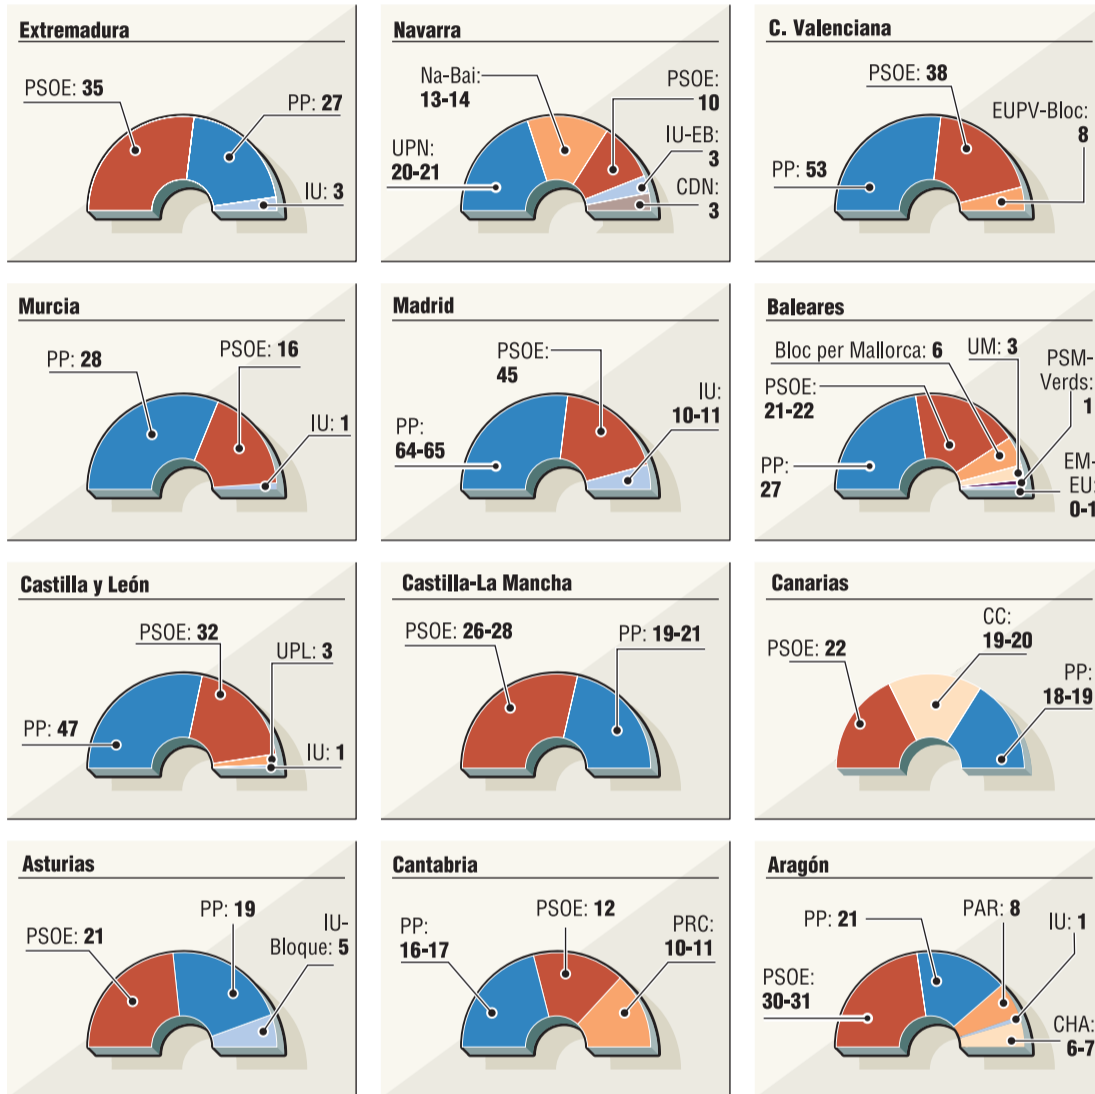 Extremadura
PSOE: 35
PP: 27
IU: 3
Navarra
Na-Bai:
13-14
PSOE:
10
UPN:
20-21
IU-EB:
3
CDN:
3
C. Valenciana
PSOE: 38
EUPV-Bloc:
8
PP: 53
Murcia
PP: 28
PSOE: 16
IU: 1
Madrid
PSOE:
45
IU:
10-11
PP:
64-65
Baleares
Bloc per Mallorca: 6
UM: 3
PSM-
Verds:
1
PSOE:
21-22
PP:
27
EM-
EU:
0-1
Castilla y León
PSOE: 32
UPL: 3
PP: 47
IU: 1
Castilla-La Mancha
PSOE: 26-28
PP: 19-21
Canarias
CC:
19-20
PSOE: 22
PP:
18-19
Asturias
PP: 19
IU-
Bloque: 5
PSOE: 21
Cantabria
PP:
16-17
PSOE: 12
PRC:
10-11
Aragón
PP: 21
PAR: 8
IU: 1
PSOE:
30-31
CHA:
6-7